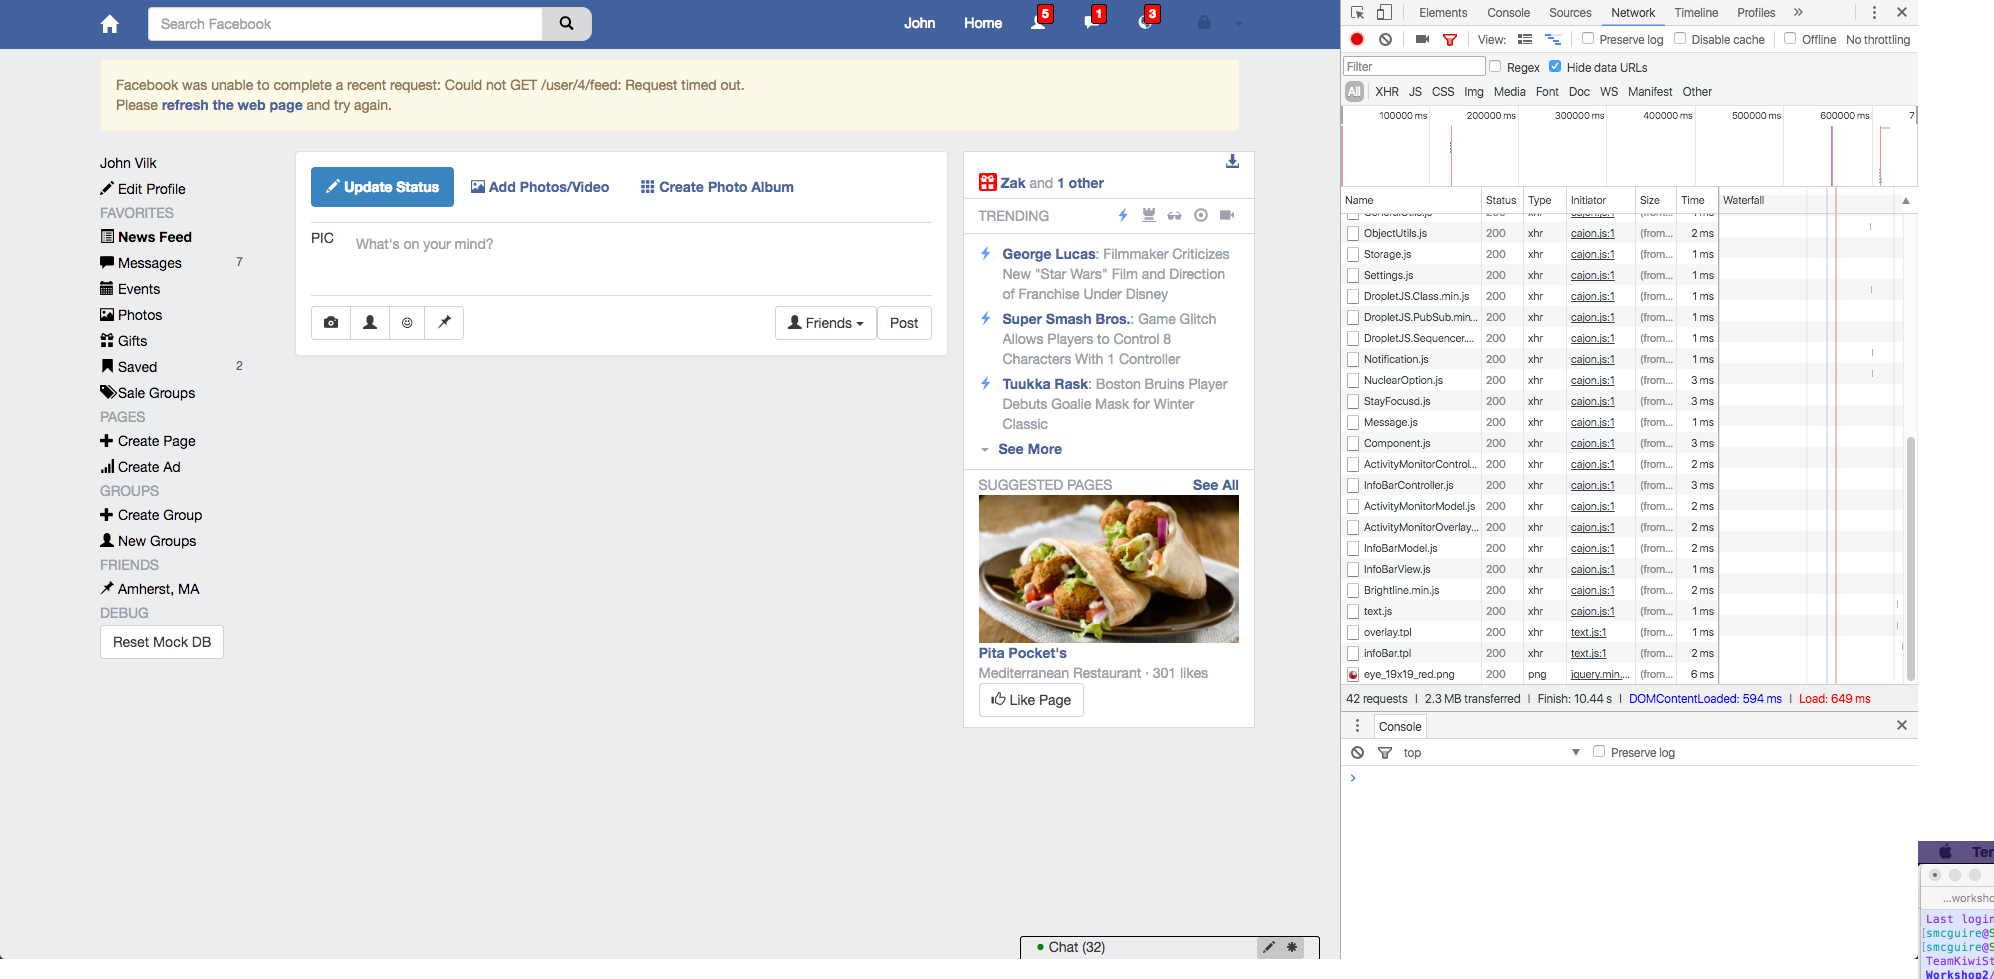 Search Facebook
John
Home
5
1
3
Facebook was unable to complete a recent request: Could not GET /user/4/feed: Request timed out.
Please refresh the web page and try again.
John Vilk
Edit Profile
FAVORITES
News Feed
Messages 7
Events
Photos
Gifts
Saved 2
Sale Groups
PAGES
Create Page
Create Ad
GROUPS
Create Group
New Groups
FRIENDS
Amherst, MA
DEBUG
Reset Mock DB
Update Status
Add Photos/Video
Create Photo Album
PIC
What's on your mind?
Friends
Post
Zak and 1 other
TRENDING
George Lucas: Filmmaker Criticizes
New "Star Wars" Film and Direction
of Franchise Under Disney
Super Smash Bros.: Game Glitch
Allows Players to Control 8
Characters With 1 Controller
Tuukka Rask: Boston Bruins Player
Debuts Goalie Mask for Winter
Classic
See More
SUGGESTED PAGES See All
Pita Pocket's
Mediterranean Restaurant · 301 likes
Like Page
Chat (32)
Elements Console Sources Network Timeline Profiles »
View: Preserve log Disable cache Offline No throttling
Filter Regex Hide data URLs
All XHR JS CSS Img Media Font Doc WS Manifest Other
100000 ms 200000 ms 300000 ms 400000 ms 500000 ms 600000 ms 7
Name Status Type Initiator Size Time Waterfall
ObjectUtils.js 200 xhr cajon.js:1 (from... 2 ms
Storage.js 200 xhr cajon.js:1 (from... 1 ms
Settings.js 200 xhr cajon.js:1 (from... 1 ms
DropletJS.Class.min.js 200 xhr cajon.js:1 (from... 1 ms
DropletJS.PubSub.min... 200 xhr cajon.js:1 (from... 1 ms
DropletJS.Sequencer.... 200 xhr cajon.js:1 (from... 1 ms
Notification.js 200 xhr cajon.js:1 (from... 1 ms
NuclearOption.js 200 xhr cajon.js:1 (from... 3 ms
StayFocusd.js 200 xhr cajon.js:1 (from... 3 ms
Message.js 200 xhr cajon.js:1 (from... 1 ms
Component.js 200 xhr cajon.js:1 (from... 3 ms
ActivityMonitorControl... 200 xhr cajon.js:1 (from... 2 ms
InfoBarController.js 200 xhr cajon.js:1 (from... 3 ms
ActivityMonitorModel.js 200 xhr cajon.js:1 (from... 2 ms
ActivityMonitorOverlay... 200 xhr cajon.js:1 (from... 2 ms
InfoBarModel.js 200 xhr cajon.js:1 (from... 2 ms
InfoBarView.js 200 xhr cajon.js:1 (from... 1 ms
Brightline.min.js 200 xhr cajon.js:1 (from... 2 ms
text.js 200 xhr cajon.js:1 (from... 1 ms
overlay.tpl 200 xhr text.js:1 (from... 1 ms
infoBar.tpl 200 xhr text.js:1 (from... 2 ms
eye_19x19_red.png 200 png jquery.min,... (from... 6 ms
42 requests | 2.3 MB transferred | Finish: 10.44 s | DOMContentLoaded: 594 ms | Load: 649 ms
Console
top Preserve log
Ter
...worksho
Last login
[smcguire@S
[smcguire@S
TeamKiwiSt
Workshop2/